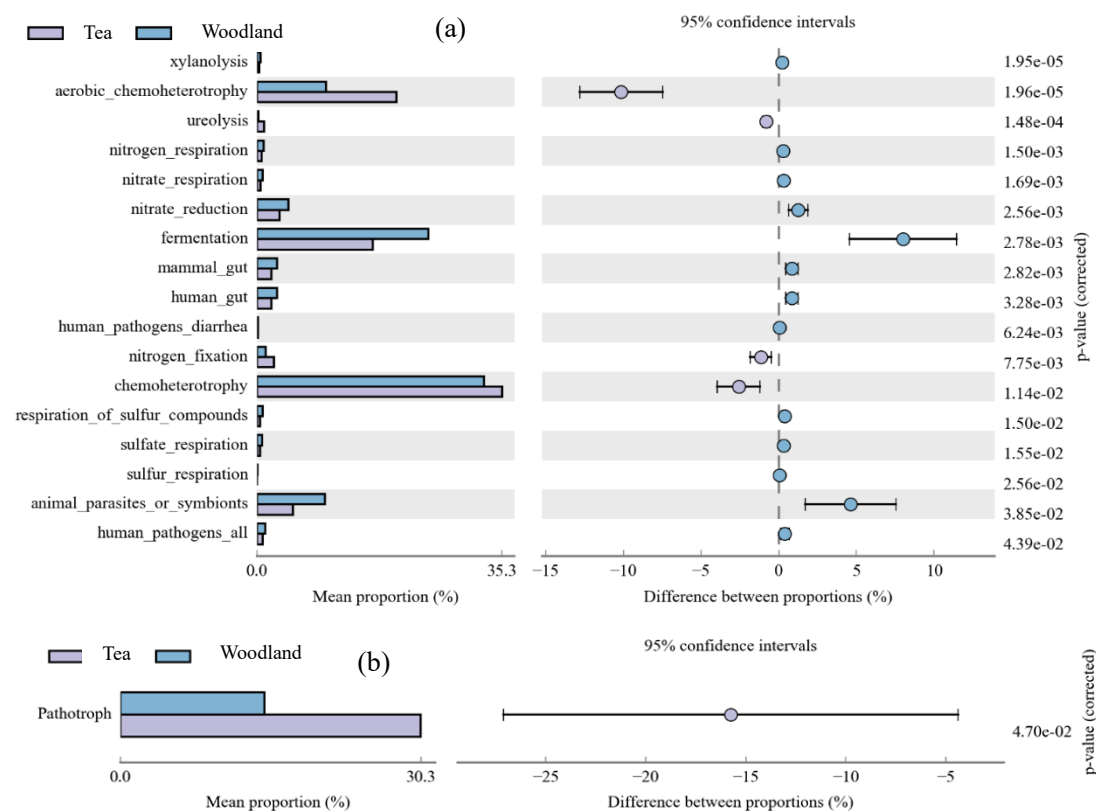 Tea Woodland (a) 95% confidence intervals
xylanolysis 1.95e-05
aerobic_chemoheterotrophy 1.96e-05
ureolysis 1.48e-04
nitrogen_respiration 1.50e-03
nitrate_respiration 1.69e-03
nitrate_reduction 2.56e-03
fermentation 2.78e-03
mammal_gut 2.82e-03
human_gut 3.28e-03
human_pathogens_diarrhea 6.24e-03
nitrogen_fixation 7.75e-03
chemoheterotrophy 1.14e-02
respiration_of_sulfur_compounds 1.50e-02
sulfate_respiration 1.55e-02
sulfur_respiration 2.56e-02
animal_parasites_or_symbionts 3.85e-02
human_pathogens_all 4.39e-02
p-value (corrected)
0.0 35.3 −15 −10 −5 0 5 10
Mean proportion (%) Difference between proportions (%)
Tea Woodland (b) 95% confidence intervals
Pathotroph 4.70e-02
p-value (corrected)
0.0 30.3 −25 −20 −15 −10 −5
Mean proportion (%) Difference between proportions (%)